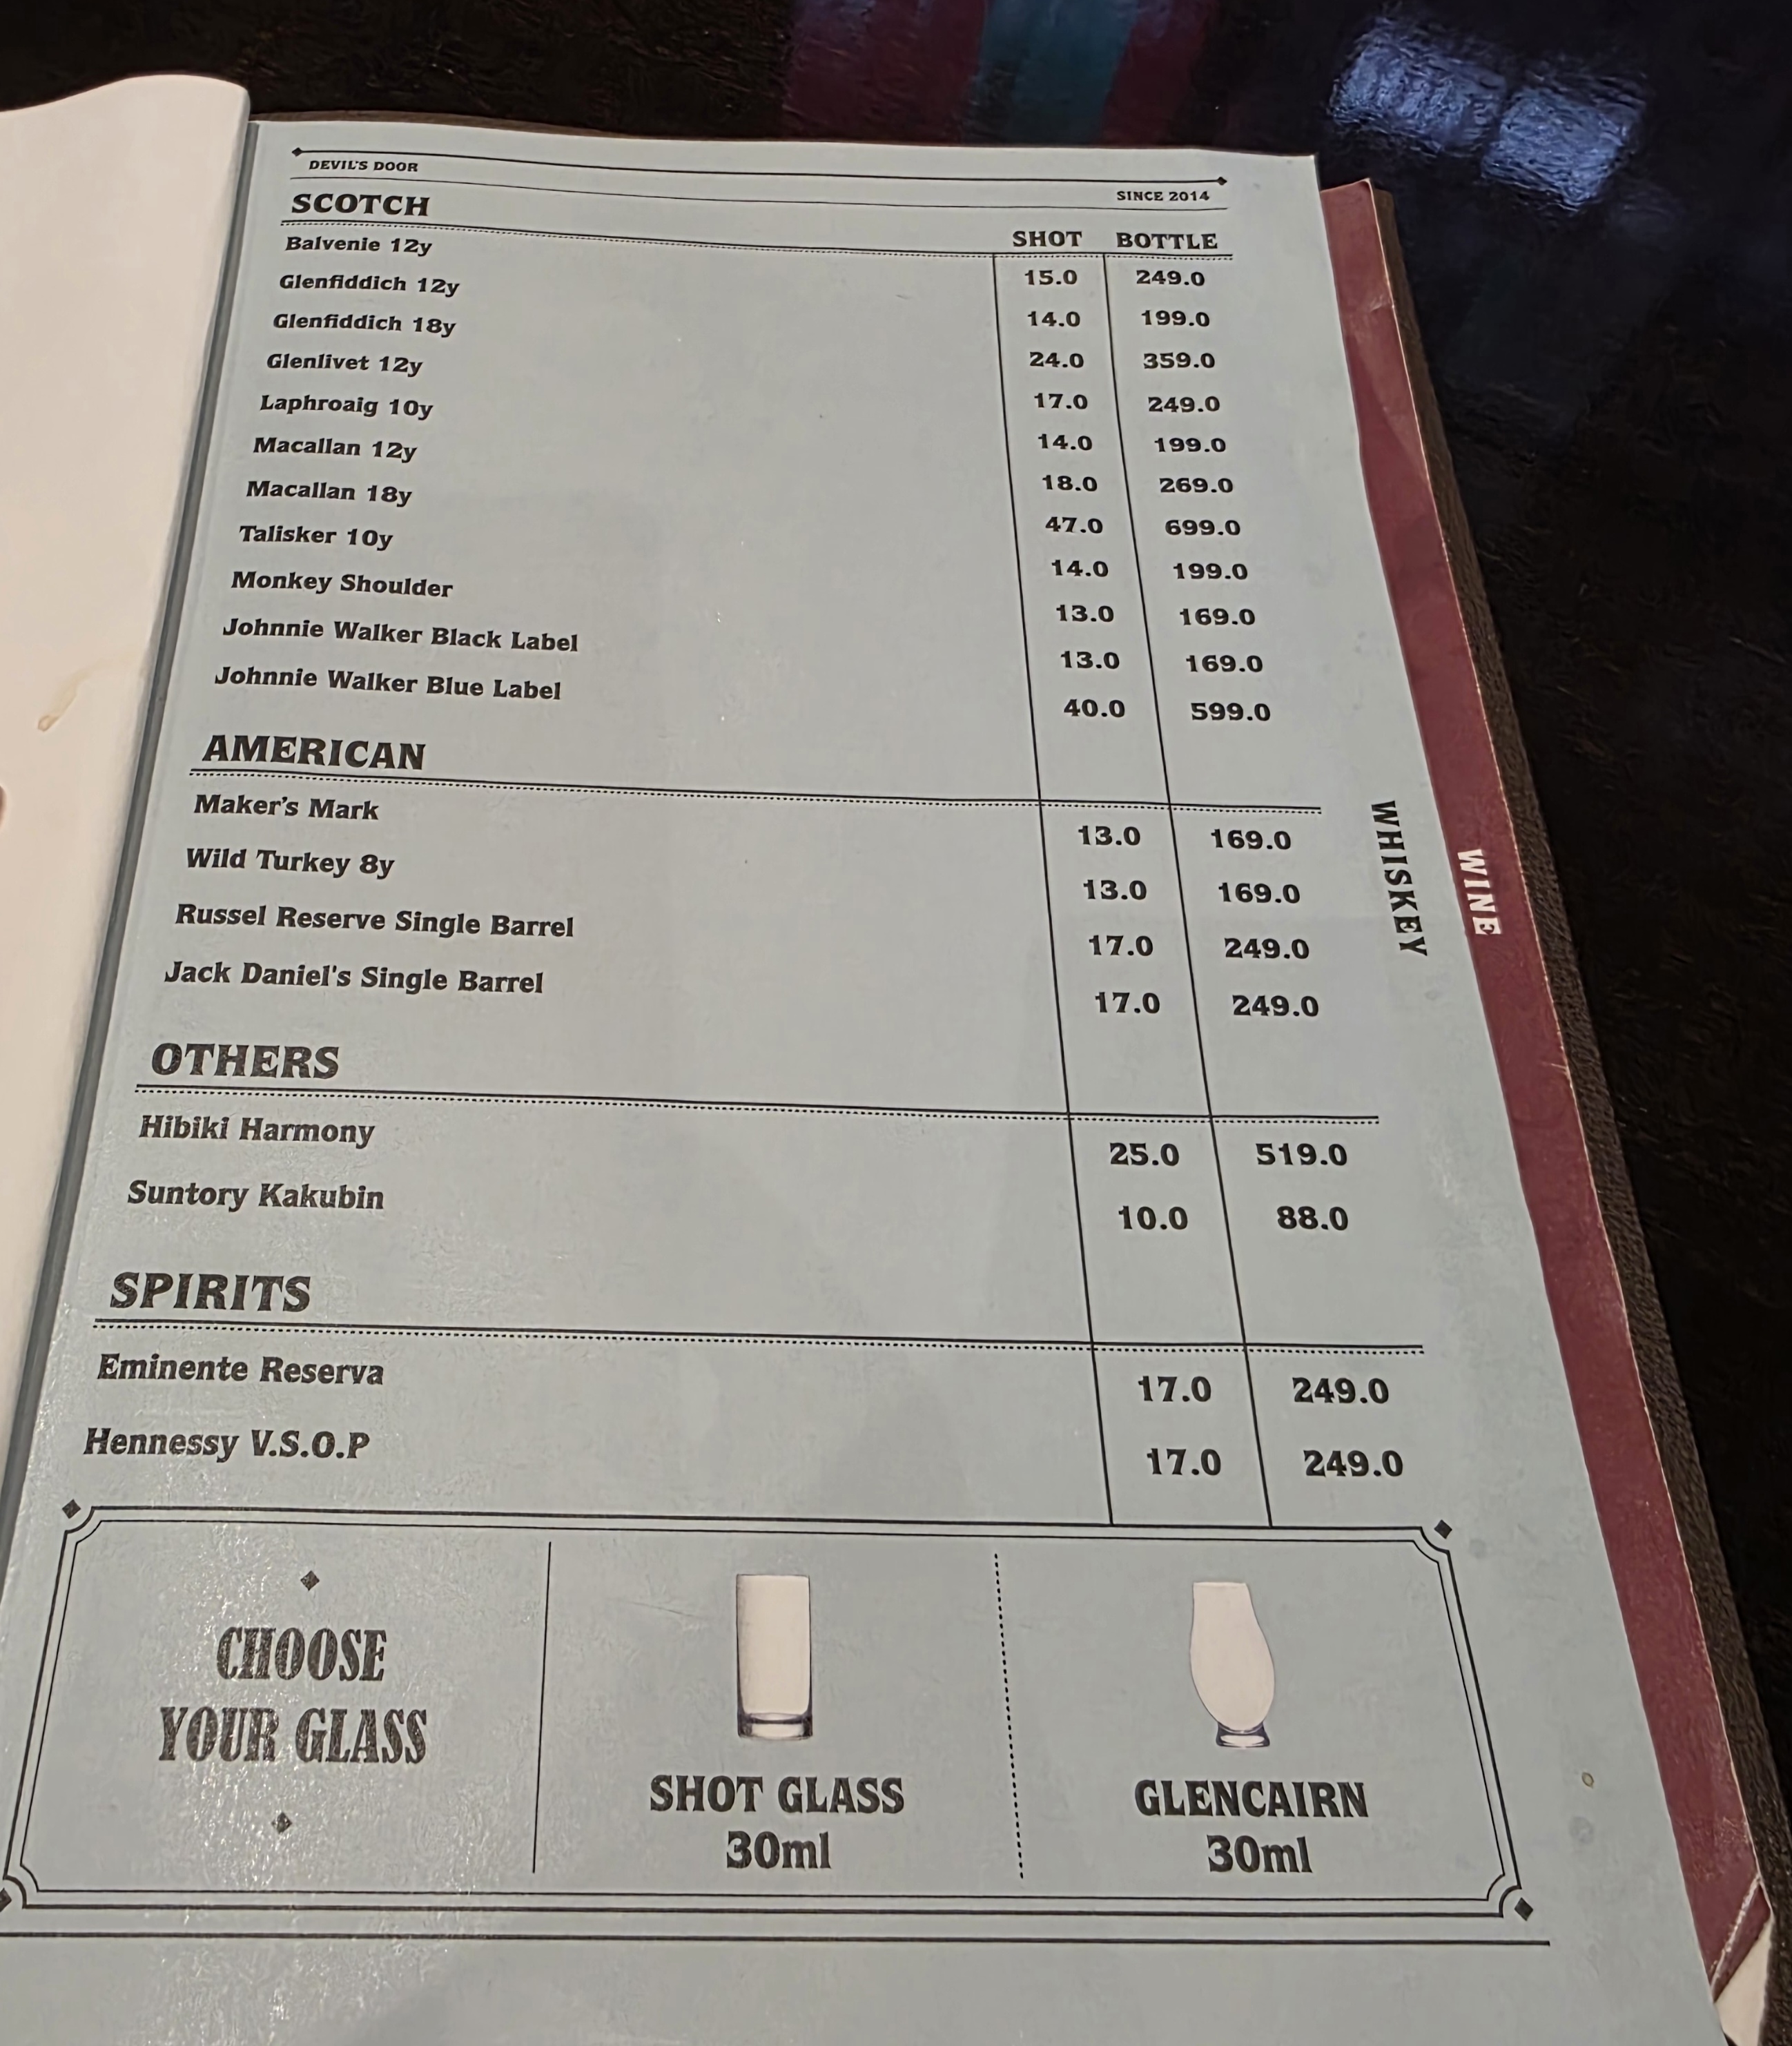 DEVIL'S DOOR
SINCE 2014
SCOTCH SHOT BOTTLE
Balvenie 12y 15.0 249.0
Glenfiddich 12y 14.0 199.0
Glenfiddich 18y 24.0 359.0
Glenlivet 12y 17.0 249.0
Laphroaig 10y 14.0 199.0
Macallan 12y 18.0 269.0
Macallan 18y 47.0 699.0
Talisker 10y 14.0 199.0
Monkey Shoulder 13.0 169.0
Johnnie Walker Black Label 13.0 169.0
Johnnie Walker Blue Label 40.0 599.0
AMERICAN
Maker's Mark 13.0 169.0
Wild Turkey 8y 13.0 169.0
Russel Reserve Single Barrel 17.0 249.0
Jack Daniel's Single Barrel 17.0 249.0
OTHERS
Hibiki Harmony 25.0 519.0
Suntory Kakubin 10.0 88.0
SPIRITS
Eminente Reserva 17.0 249.0
Hennessy V.S.O.P 17.0 249.0
CHOOSE
YOUR GLASS
SHOT GLASS
30ml
GLENCAIRN
30ml
WHISKEY
WINE